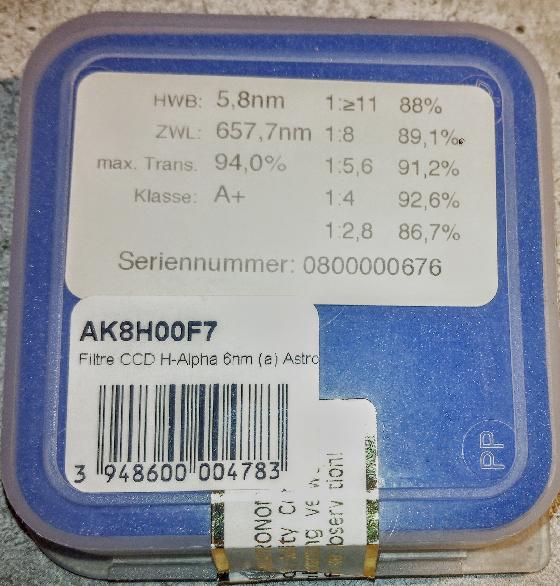 HWB: 5,8nm 1:≥11 88%
ZWL: 657,7nm 1:8 89,1%
max. Trans. 94,0% 1:5,6 91,2%
Klasse: A+ 1:4 92,6%
1:2,8 86,7%
Seriennummer: 0800000676
AK8H00F7
Filtre CCD H-Alpha 6nm (a) Astro
3 948600 004783
PP